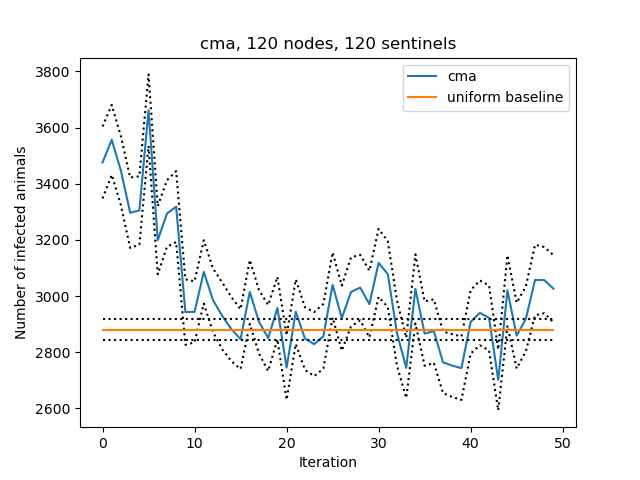 cma, 120 nodes, 120 sentinels
3800
3600
3400
3200
3000
2800
2600
Number of infected animals
cma
uniform baseline
0 10 20 30 40 50
Iteration